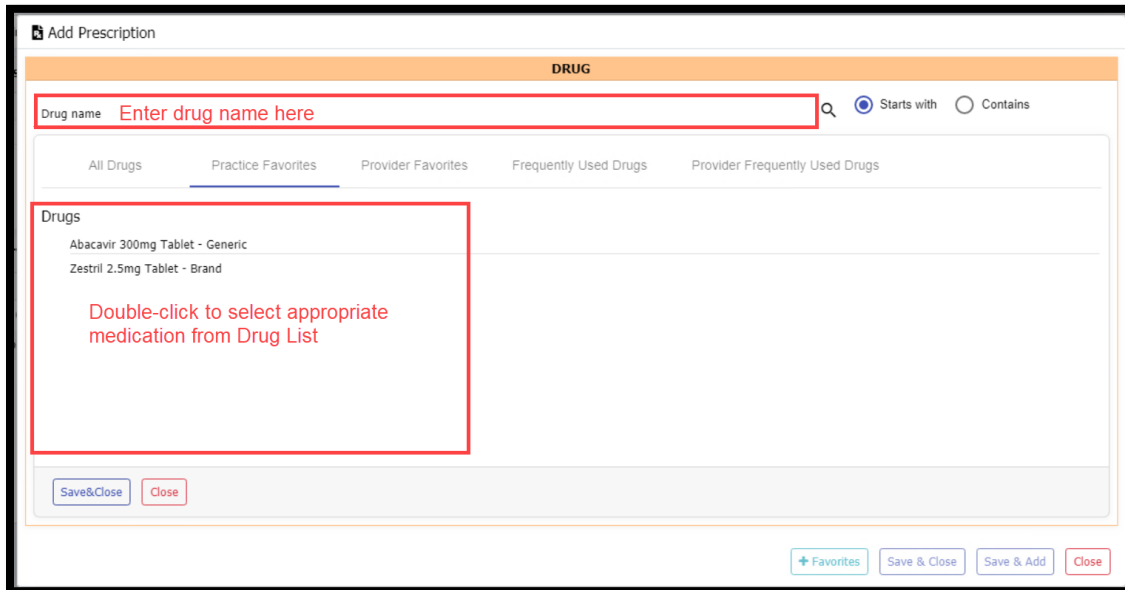 Add Prescription
DRUG
Drug name Enter drug name here
Starts with Contains
All Drugs Practice Favorites Provider Favorites Frequently Used Drugs Provider Frequently Used Drugs
Drugs
Abacavir 300mg Tablet - Generic
Zestril 2.5mg Tablet - Brand
Double-click to select appropriate
medication from Drug List
Save&Close Close
+ Favorites Save & Close Save & Add Close